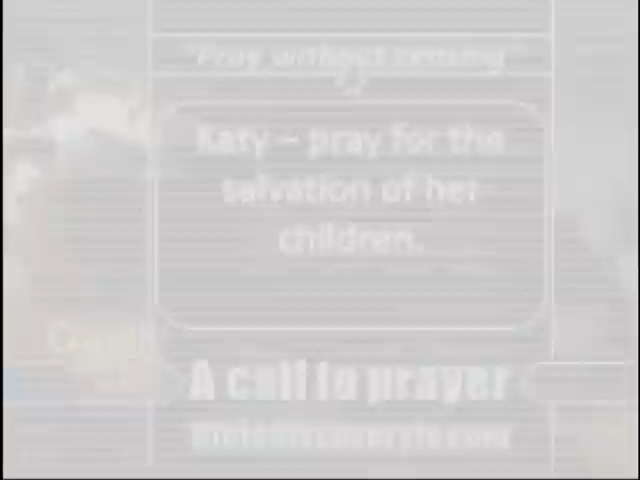 "Pray without ceasing"
Katy – pray for the
salvation of her
children.
A call to prayer